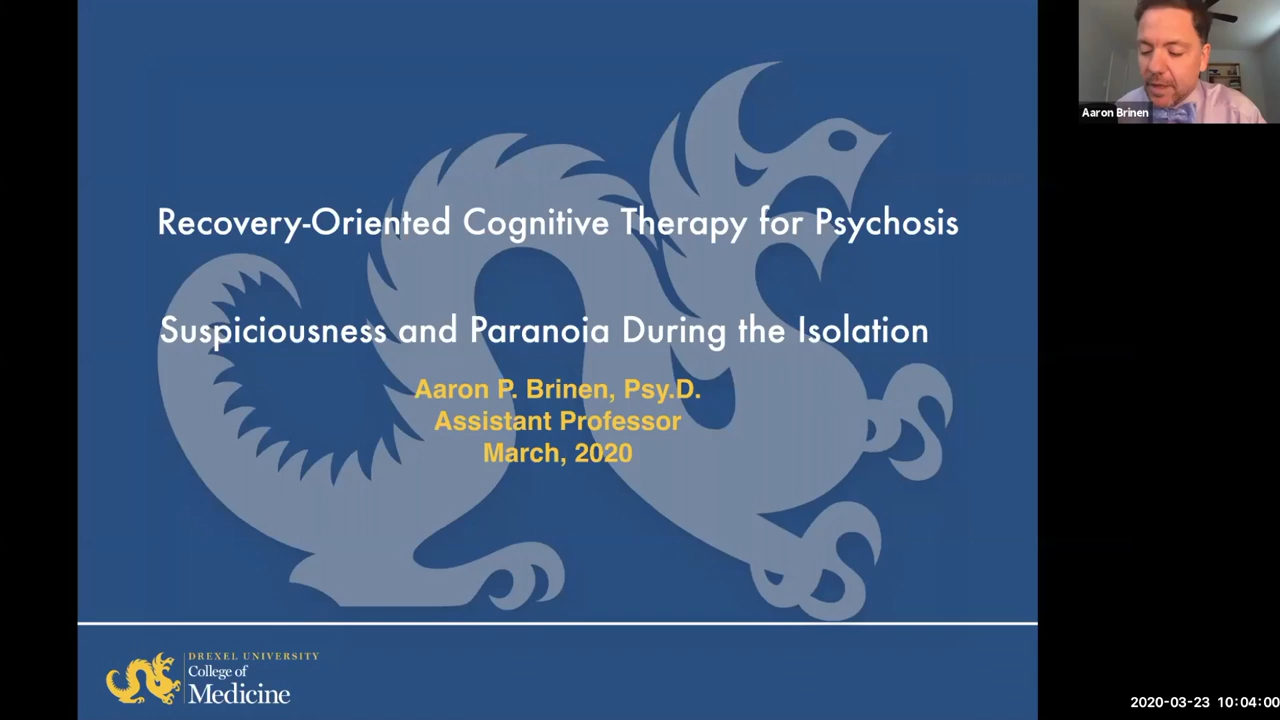 Recovery-Oriented Cognitive Therapy for Psychosis
Suspiciousness and Paranoia During the Isolation
Aaron P. Brinen, Psy.D.
Assistant Professor
March, 2020
DREXEL UNIVERSITY
College of
Medicine
Aaron Brinen
2020-03-23 10:04:00